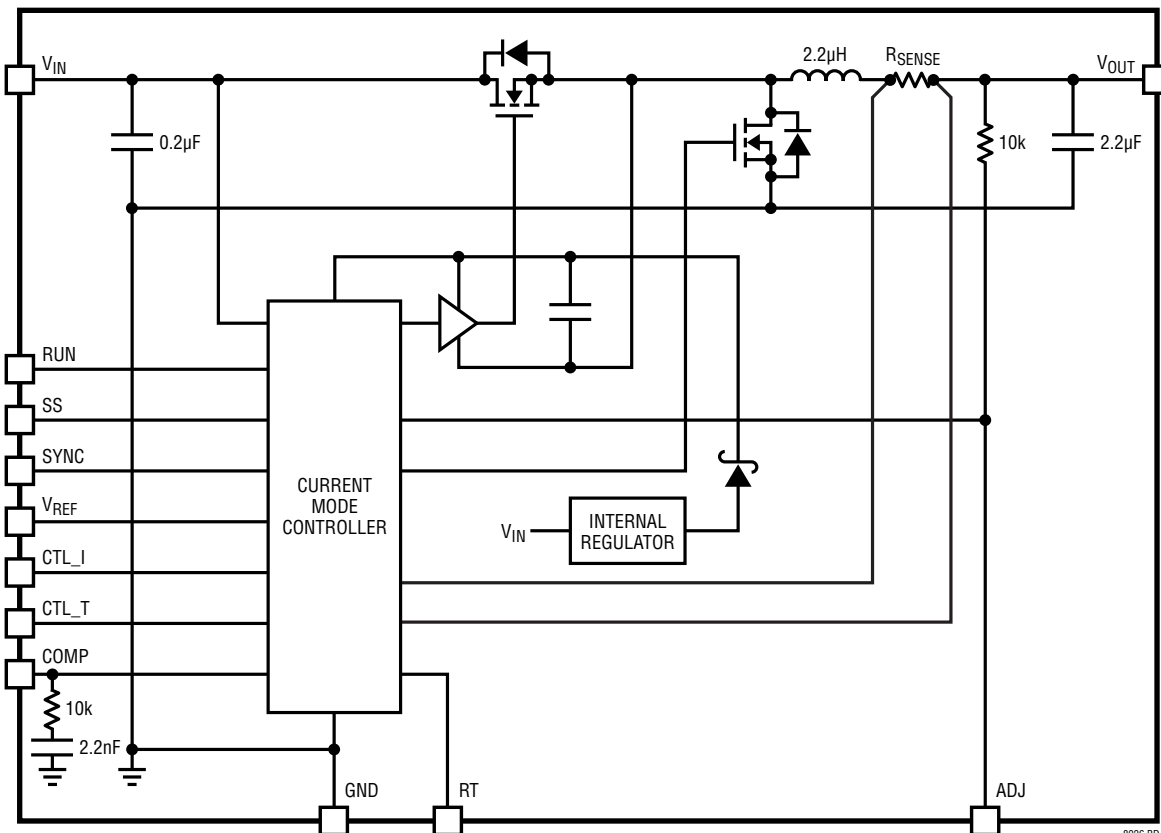 VIN
2.2µH
RSENSE
VOUT
0.2µF
10k
2.2µF
RUN
SS
SYNC
VREF
CTL_I
CTL_T
COMP
CURRENT
MODE
CONTROLLER
VIN
INTERNAL
REGULATOR
10k
2.2nF
GND
RT
ADJ